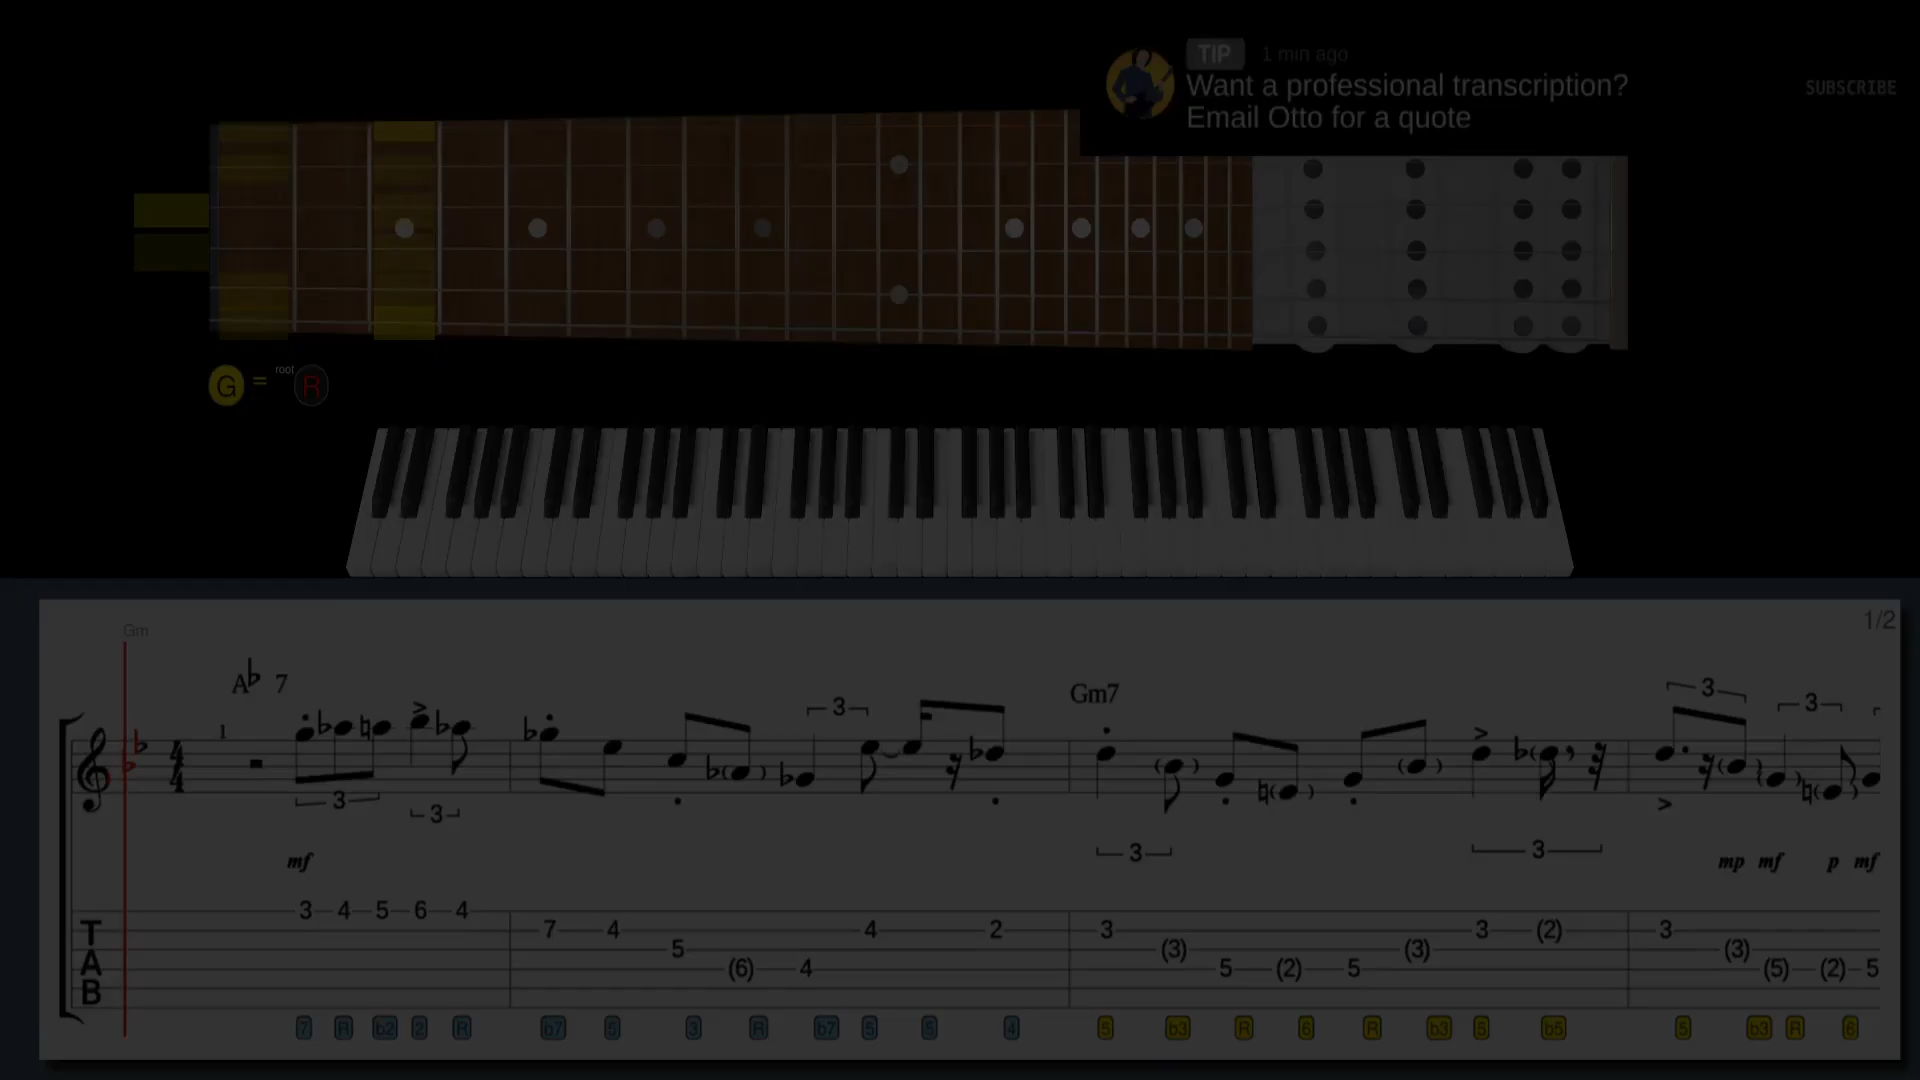 TIP 1 min ago
Want a professional transcription?
Email Otto for a quote
SUBSCRIBE
G = root R
1/2
Gm
A♭ 7
Gm7
1
3 3 3 3 3 3 3
mf mp mf p mf
T
A
B
3 4 5 6 4 7 4 5 (6) 4 4 2 3 (3) 5 (2) 5 (3) 3 (2) 3 (3) (5) (2) 5
7 R b2 2 R b7 5 3 R b7 5 5 4 5 b3 R 6 R b3 5 b5 5 b3 R 6